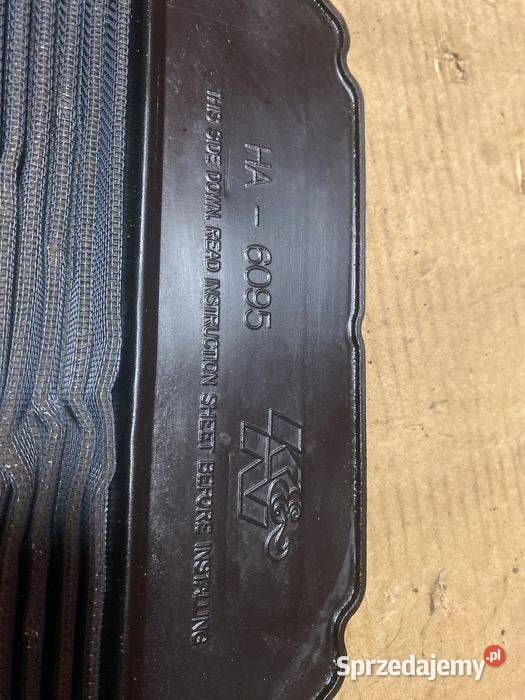 HA - 6095
THIS SIDE DOWN. READ INSTRUCTION SHEET BEFORE INSTALLING
K&N
Sprzedajemy.pl